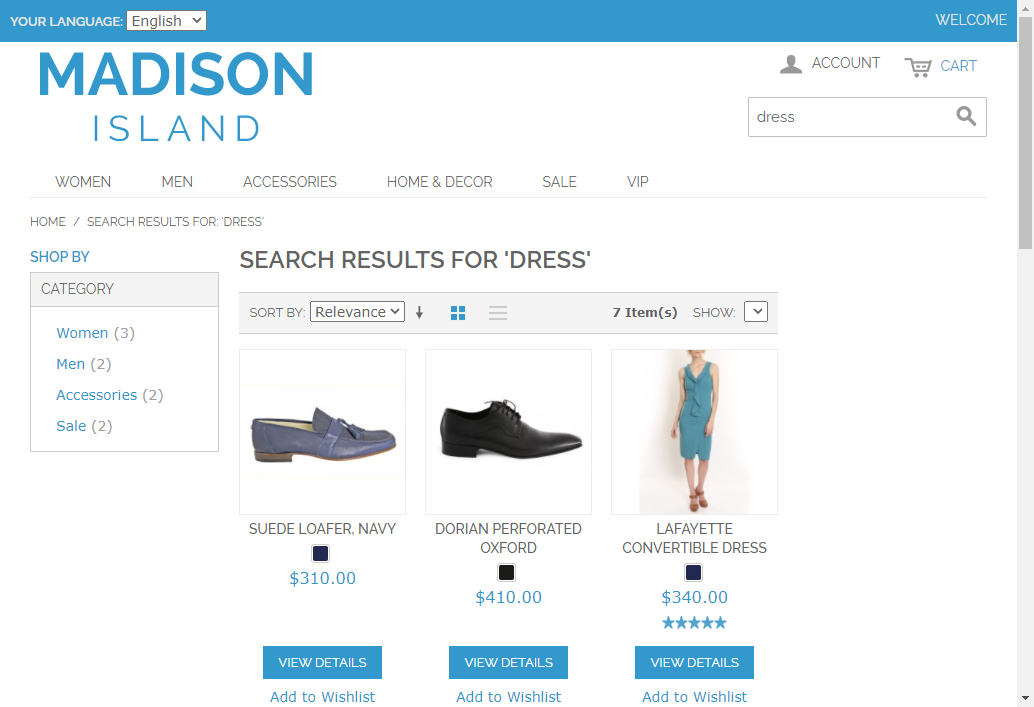 YOUR LANGUAGE: English
WELCOME
MADISON
ISLAND
ACCOUNT
CART
dress
WOMEN MEN ACCESSORIES HOME & DECOR SALE VIP
HOME / SEARCH RESULTS FOR: 'DRESS'
SHOP BY
CATEGORY
Women (3)
Men (2)
Accessories (2)
Sale (2)
SEARCH RESULTS FOR 'DRESS'
SORT BY: Relevance
7 Item(s) SHOW:
SUEDE LOAFER, NAVY
$310.00
VIEW DETAILS
Add to Wishlist
DORIAN PERFORATED
OXFORD
$410.00
VIEW DETAILS
Add to Wishlist
LAFAYETTE
CONVERTIBLE DRESS
$340.00
VIEW DETAILS
Add to Wishlist